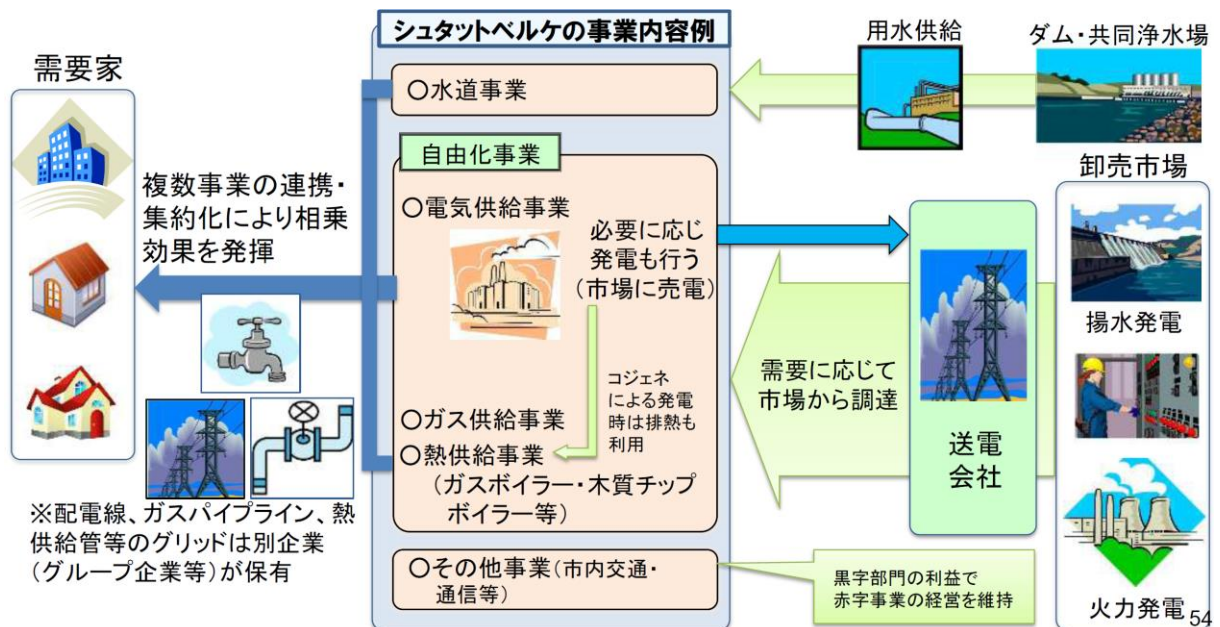 シュタットベルケの事業内容例
需要家
○水道事業
用水供給
ダム・共同浄水場
自由化事業
複数事業の連携・
集約化により相乗
効果を発揮
○電気供給事業
必要に応じ
発電も行う
(市場に売電)
コジェネ
による発電
時は排熱も
利用
○ガス供給事業
○熱供給事業
(ガスボイラー・木質チップ
ボイラー等)
需要に応じて
市場から調達
送電
会社
卸売市場
揚水発電
火力発電
※配電線、ガスパイプライン、熱
供給管等のグリッドは別企業
(グループ企業等)が保有
○その他事業(市内交通・
通信等)
黒字部門の利益で
赤字事業の経営を維持
54